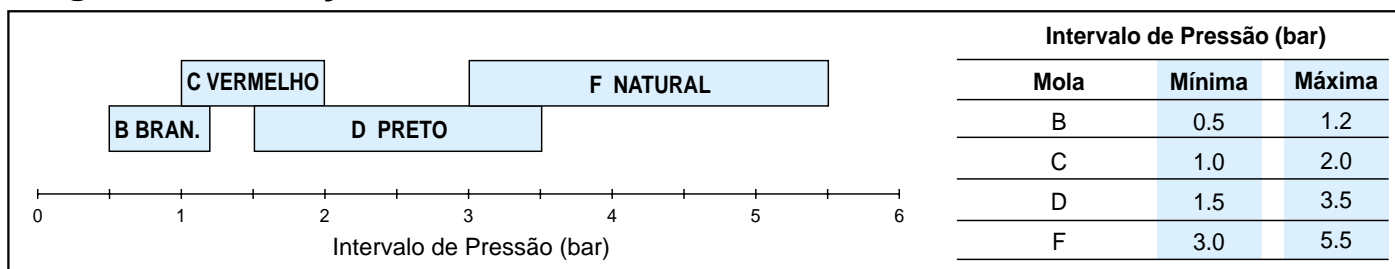 C VERMELHO
F NATURAL
B BRAN.
D PRETO
0 1 2 3 4 5 6
Intervalo de Pressão (bar)
Intervalo de Pressão (bar)
Mola Mínima Máxima
B 0.5 1.2
C 1.0 2.0
D 1.5 3.5
F 3.0 5.5